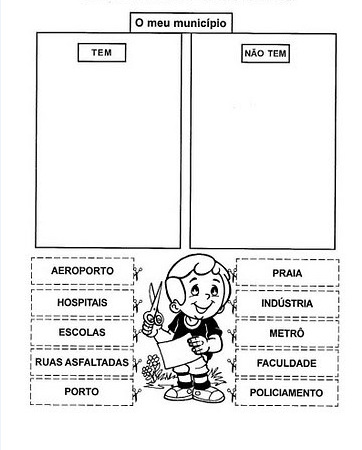 O meu município
TEM
NÃO TEM
AEROPORTO
HOSPITAIS
ESCOLAS
RUAS ASFALTADAS
PORTO
PRAIA
INDÚSTRIA
METRÔ
FACULDADE
POLICIAMENTO